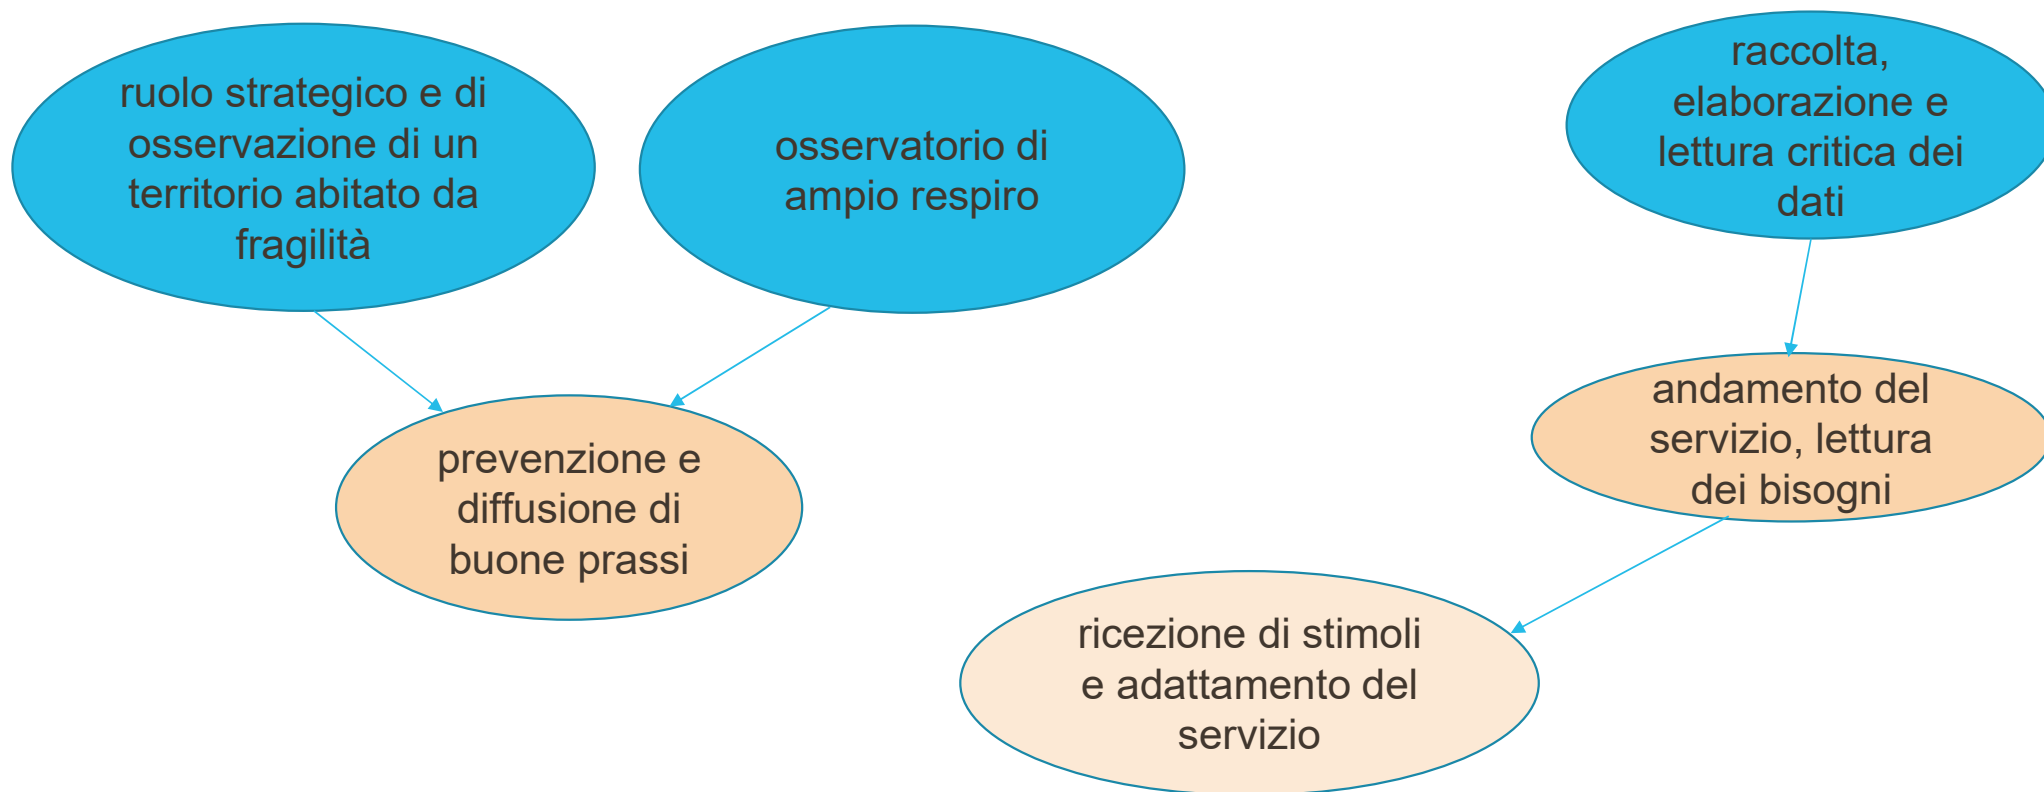 ruolo strategico e di
osservazione di un
territorio abitato da
fragilità
osservatorio di
ampio respiro
raccolta,
elaborazione e
lettura critica dei
dati
prevenzione e
diffusione di
buone prassi
andamento del
servizio, lettura
dei bisogni
ricezione di stimoli
e adattamento del
servizio